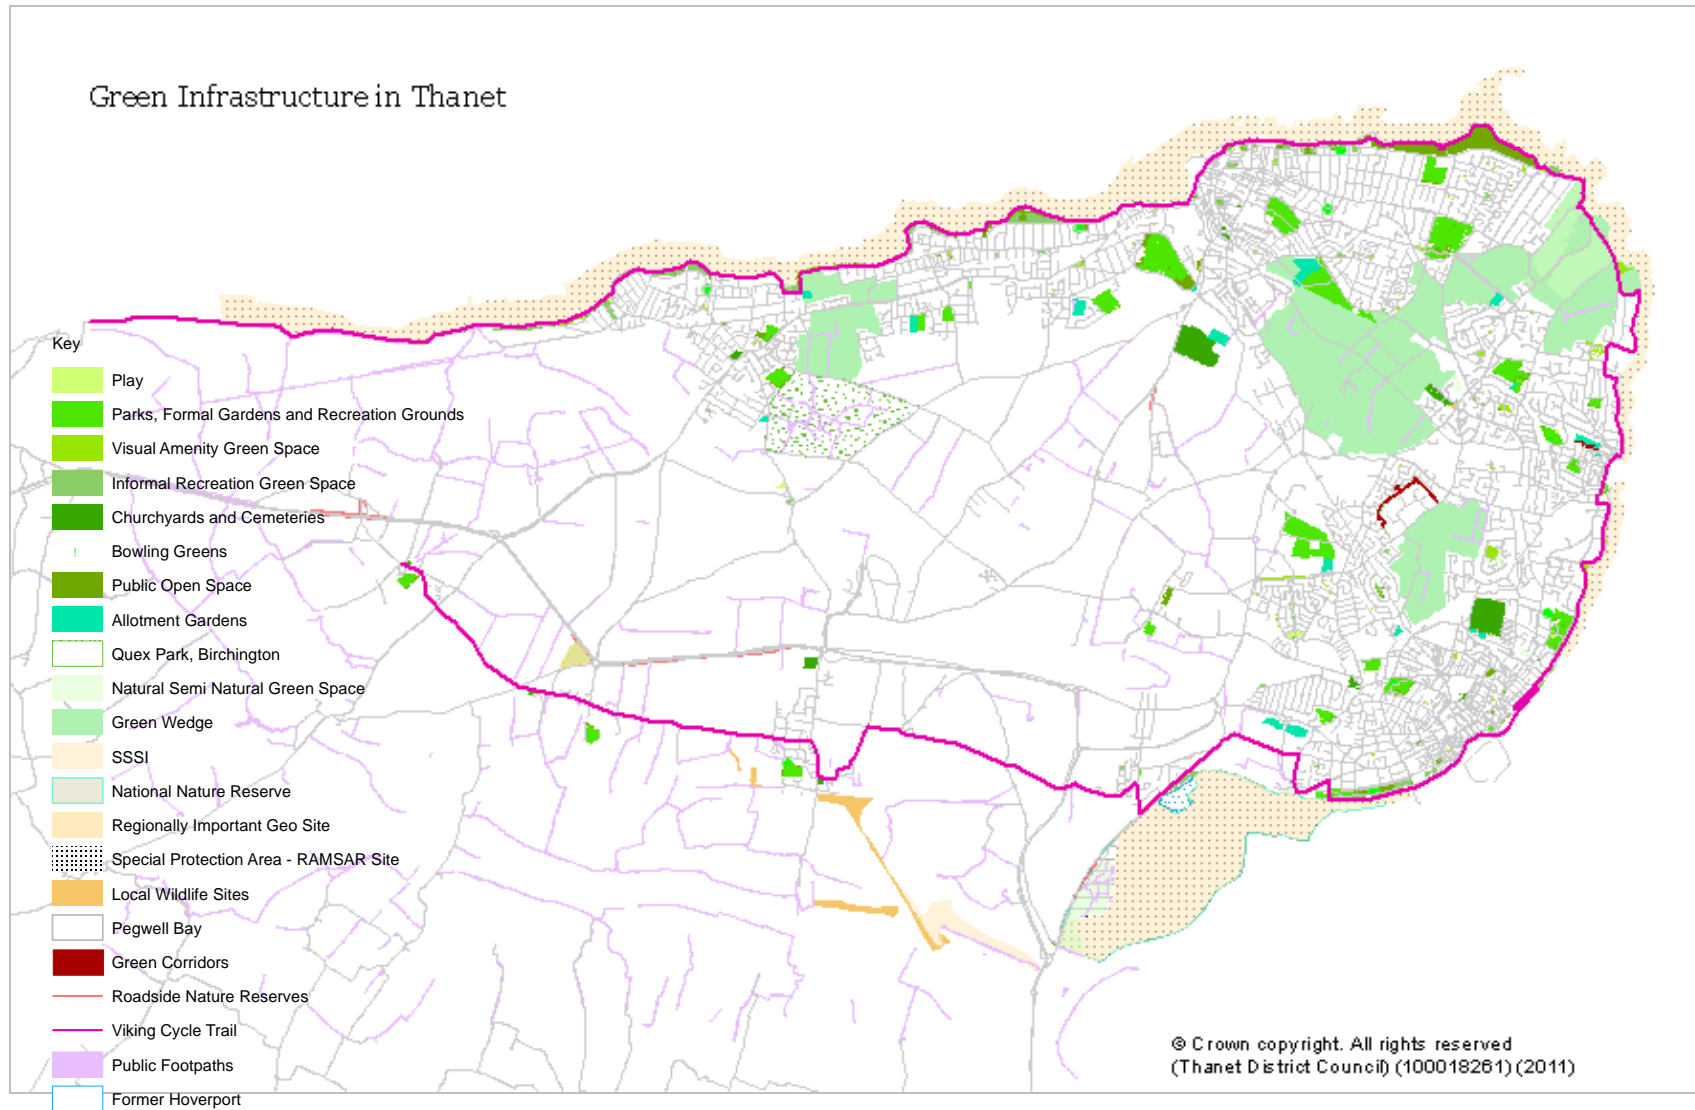 Green Infrastructure in Thanet
Key
Play
Parks, Formal Gardens and Recreation Grounds
Visual Amenity Green Space
Informal Recreation Green Space
Churchyards and Cemeteries
Bowling Greens
Public Open Space
Allotment Gardens
Quex Park, Birchington
Natural Semi Natural Green Space
Green Wedge
SSSI
National Nature Reserve
Regionally Important Geo Site
Special Protection Area - RAMSAR Site
Local Wildlife Sites
Pegwell Bay
Green Corridors
Roadside Nature Reserves
Viking Cycle Trail
Public Footpaths
Former Hoverport
© Crown copyright. All rights reserved
(Thanet District Council) (100018261) (2011)